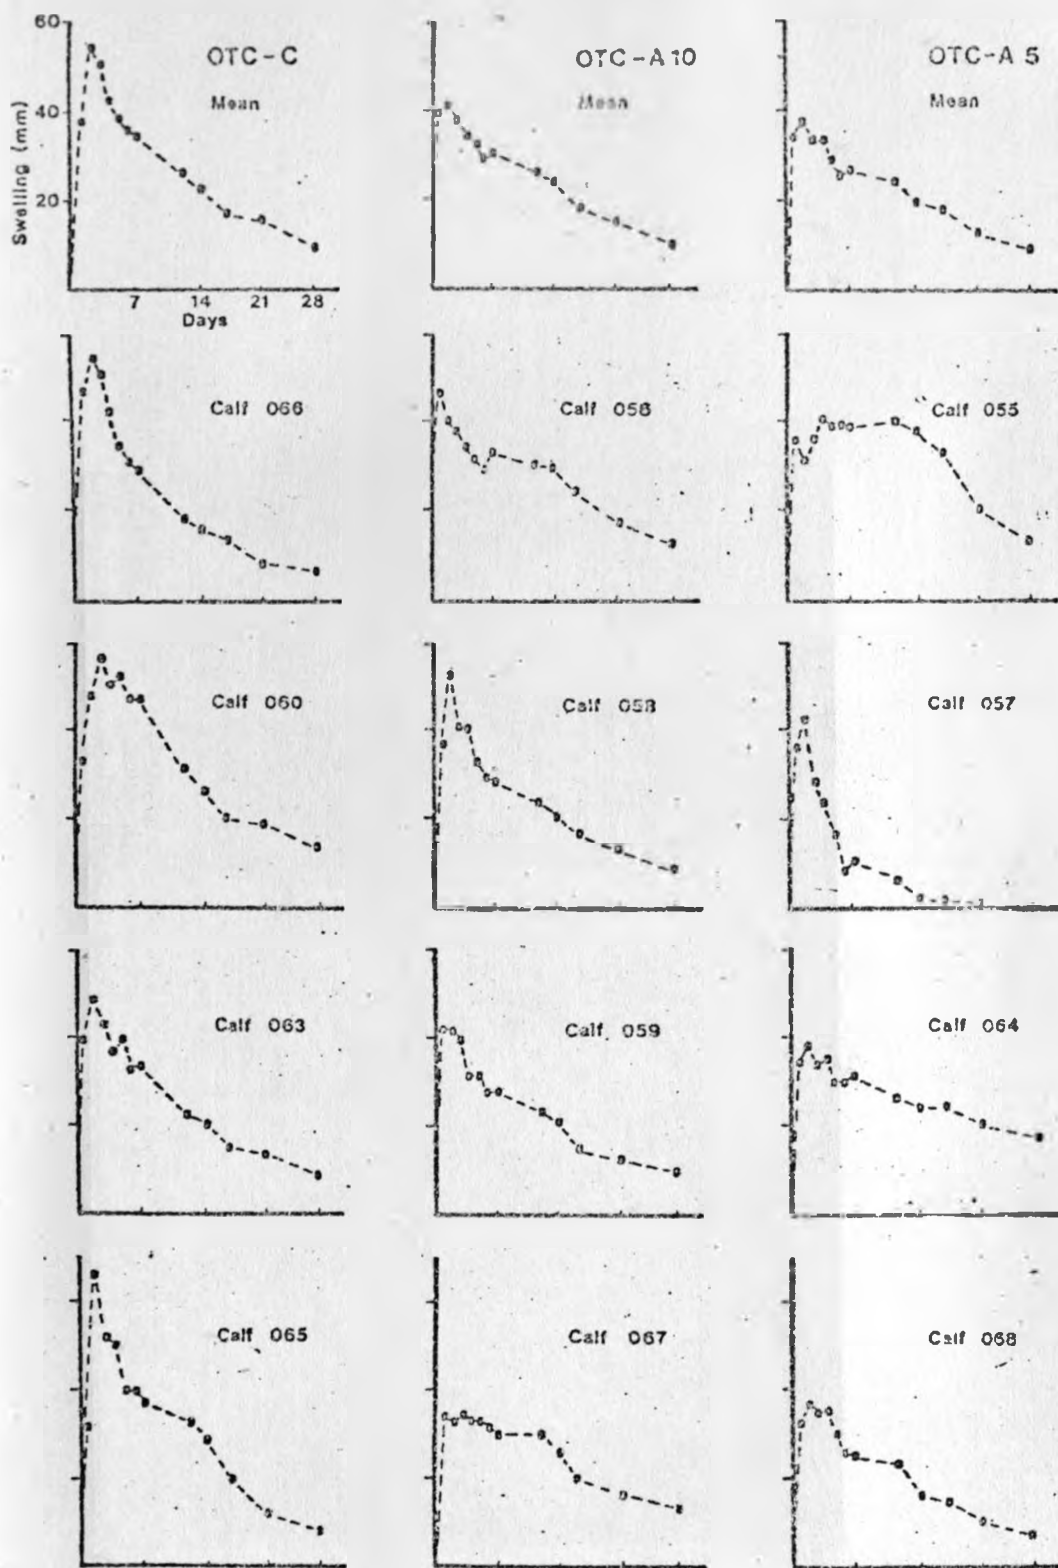 60
OTC-C
Mean
40
Swelling (mm)
20
7 14 21 28
Days
OTC-A 10
Mean
OTC-A 5
Mean
Calf 066
Calf 056
Calf 055
Calf 060
Calf 058
Calf 057
Calf 063
Calf 059
Calf 064
Calf 065
Calf 067
Calf 068